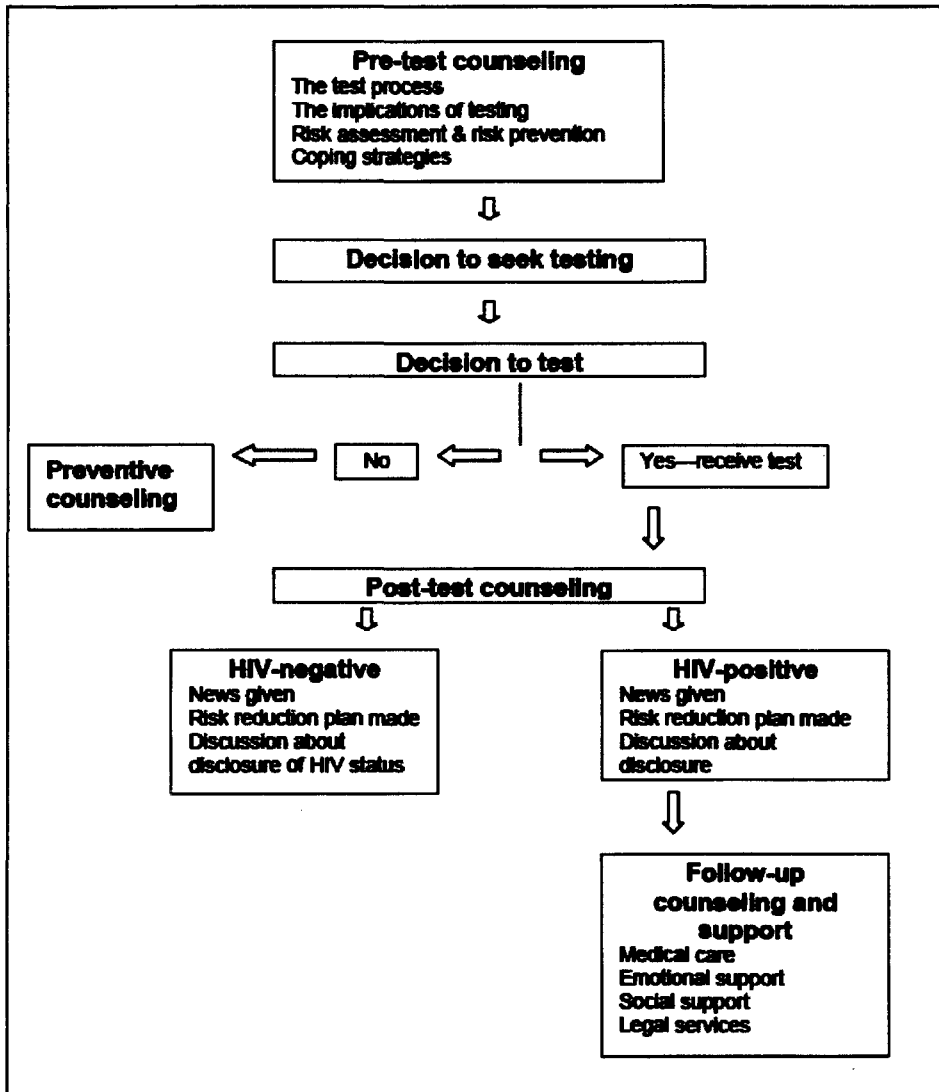 Pre-test counseling
The test process
The implications of testing
Risk assessment & risk prevention
Coping strategies
Decision to seek testing
Decision to test
Preventive
counseling
No
Yes—receive test
Post-test counseling
HIV-negative
News given
Risk reduction plan made
Discussion about
disclosure of HIV status
HIV-positive
News given
Risk reduction plan made
Discussion about
disclosure
Follow-up
counseling and
support
Medical care
Emotional support
Social support
Legal services